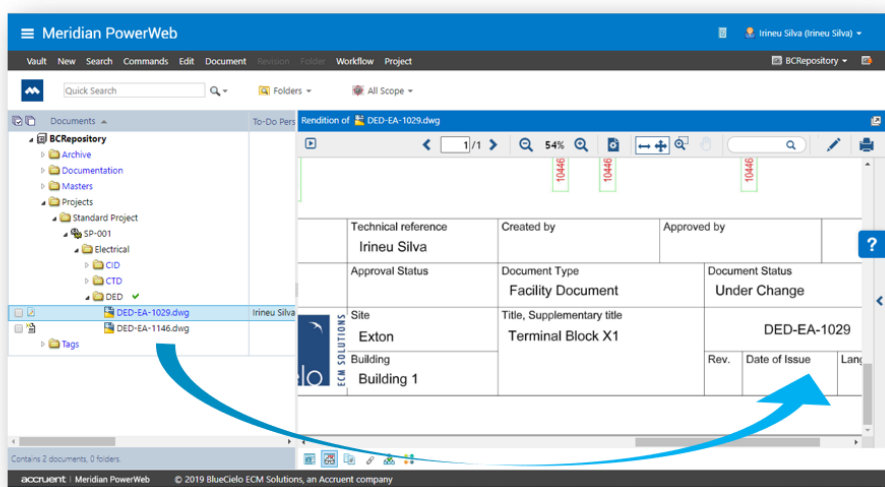 Meridian PowerWeb
Irineu Silva (Irineu Silva)
Vault New Search Commands Edit Document Revision Folder Workflow Project
BCRepository
Quick Search
Folders
All Scope
Documents
To-Do Pers
Rendition of DED-EA-1029.dwg
BCRepository
Archive
Documentation
Masters
Projects
Standard Project
SP-001
Electrical
CID
CTD
DED
DED-EA-1029.dwg
Irineu Silva
DED-EA-1146.dwg
Tags
1/1
54%
10446
10446
10446
Technical reference
Created by
Approved by
Irineu Silva
?
Approval Status
Document Type
Document Status
Facility Document
Under Change
Site
Title, Supplementary title
Exton
Terminal Block X1
DED-EA-1029
Building
Rev.
Date of Issue
Lang
Building 1
lo
ECM SOLUTIONS
Contains 2 documents, 0 folders.
accruent | Meridian PowerWeb
© 2019 BlueCielo ECM Solutions, an Accruent company